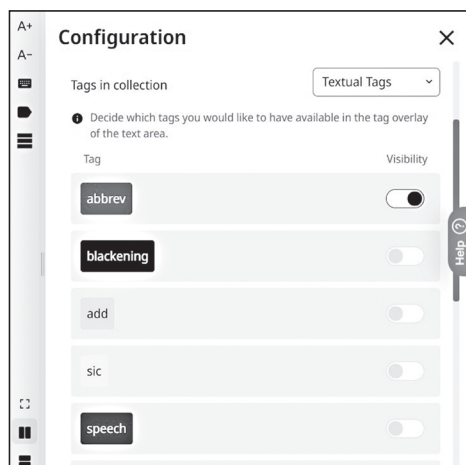 A+
Configuration
A-
Tags in collection
Textual Tags
Decide which tags you would like to have available in the tag overlay
of the text area.
Tag
Visibility
abbrev
Help
blackening
add
sic
speech